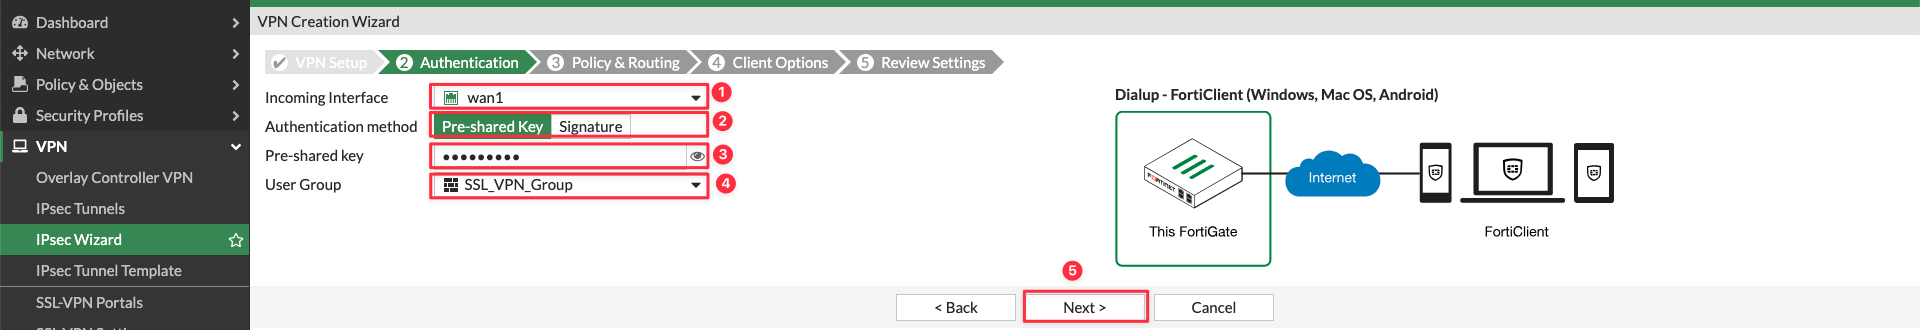 Dashboard
Network
Policy & Objects
Security Profiles
VPN
Overlay Controller VPN
IPsec Tunnels
IPsec Wizard
IPsec Tunnel Template
SSL-VPN Portals
VPN Creation Wizard
VPN Setup
2 Authentication
3 Policy & Routing
4 Client Options
5 Review Settings
Incoming Interface wan1 1
Authentication method Pre-shared Key Signature 2
Pre-shared key ●●●●●●●●● 3
User Group SSL_VPN_Group 4
Dialup - FortiClient (Windows, Mac OS, Android)
FORTINET
Internet
This FortiGate
FortiClient
5
< Back Next > Cancel